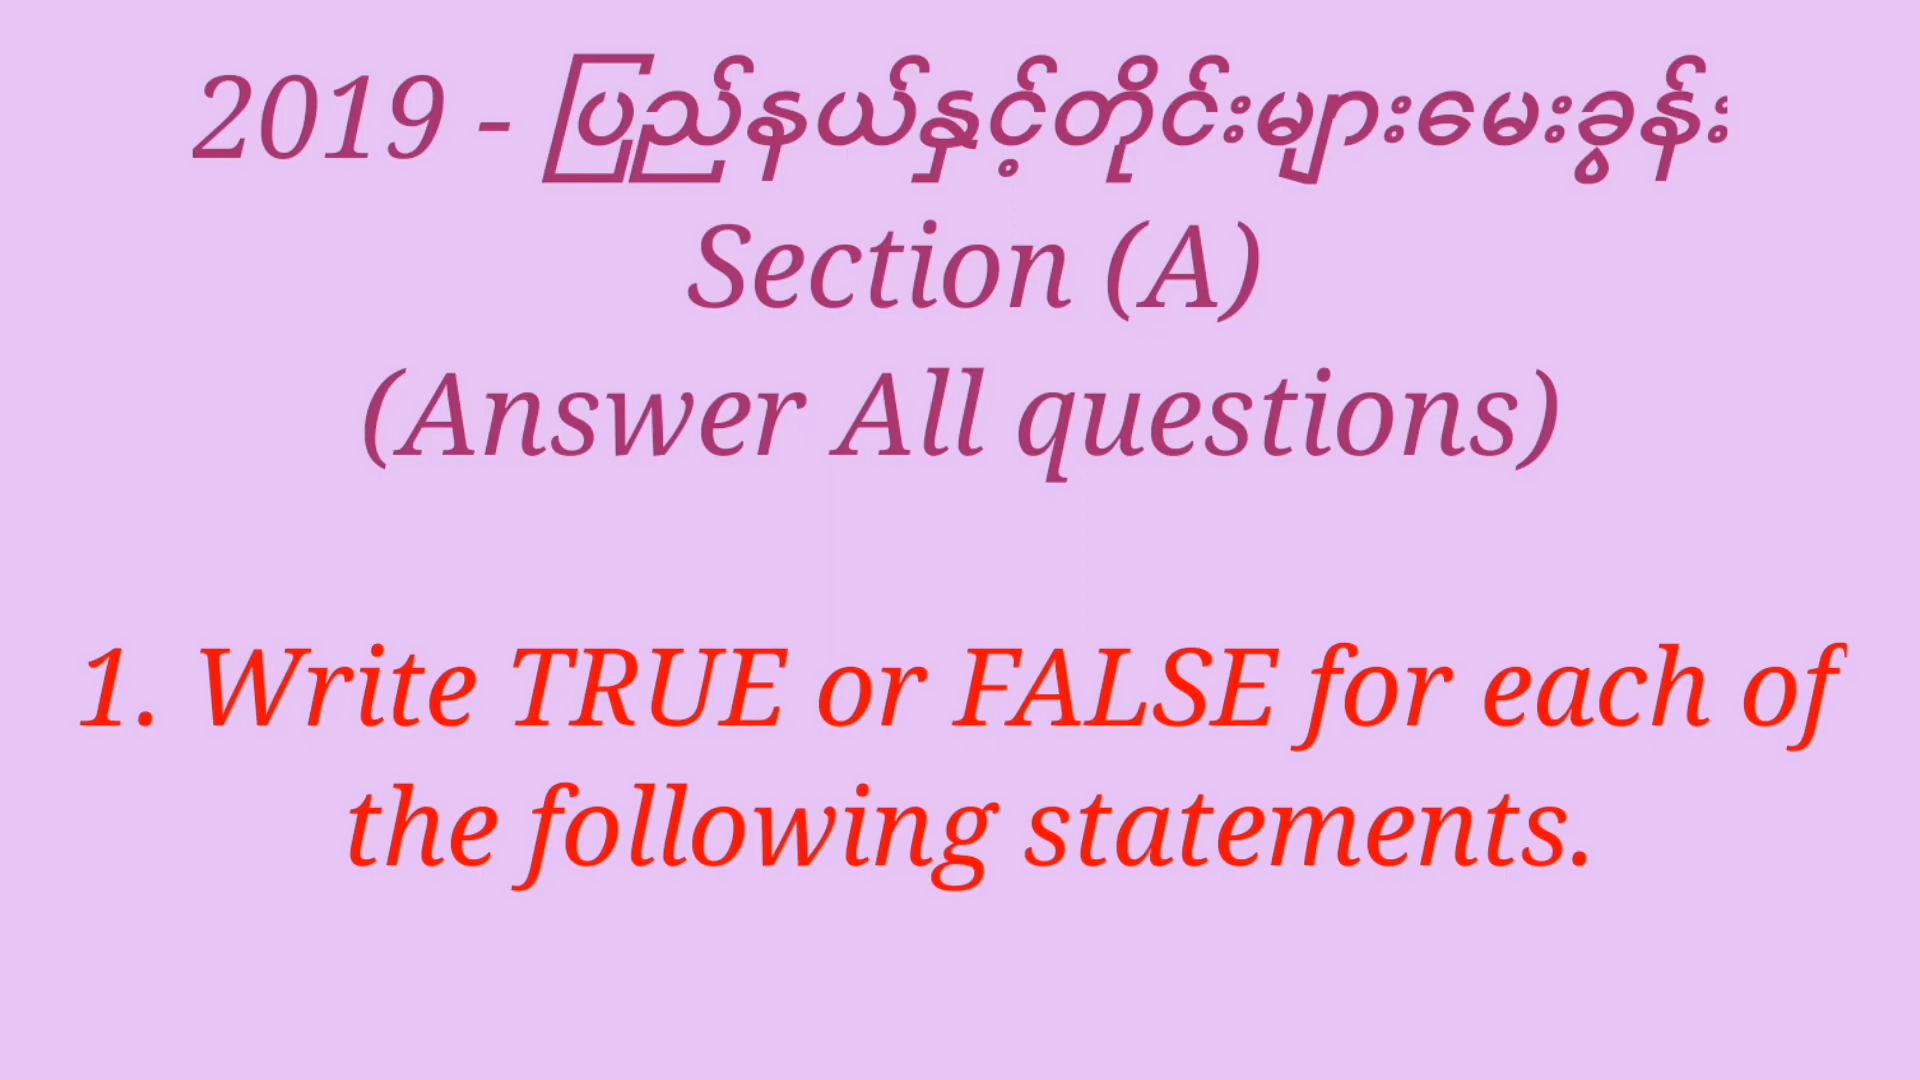 2019 - ပြည်နယ်နှင့်တိုင်းများမေးခွန်း
Section (A)
(Answer All questions)
1. Write TRUE or FALSE for each of
the following statements.